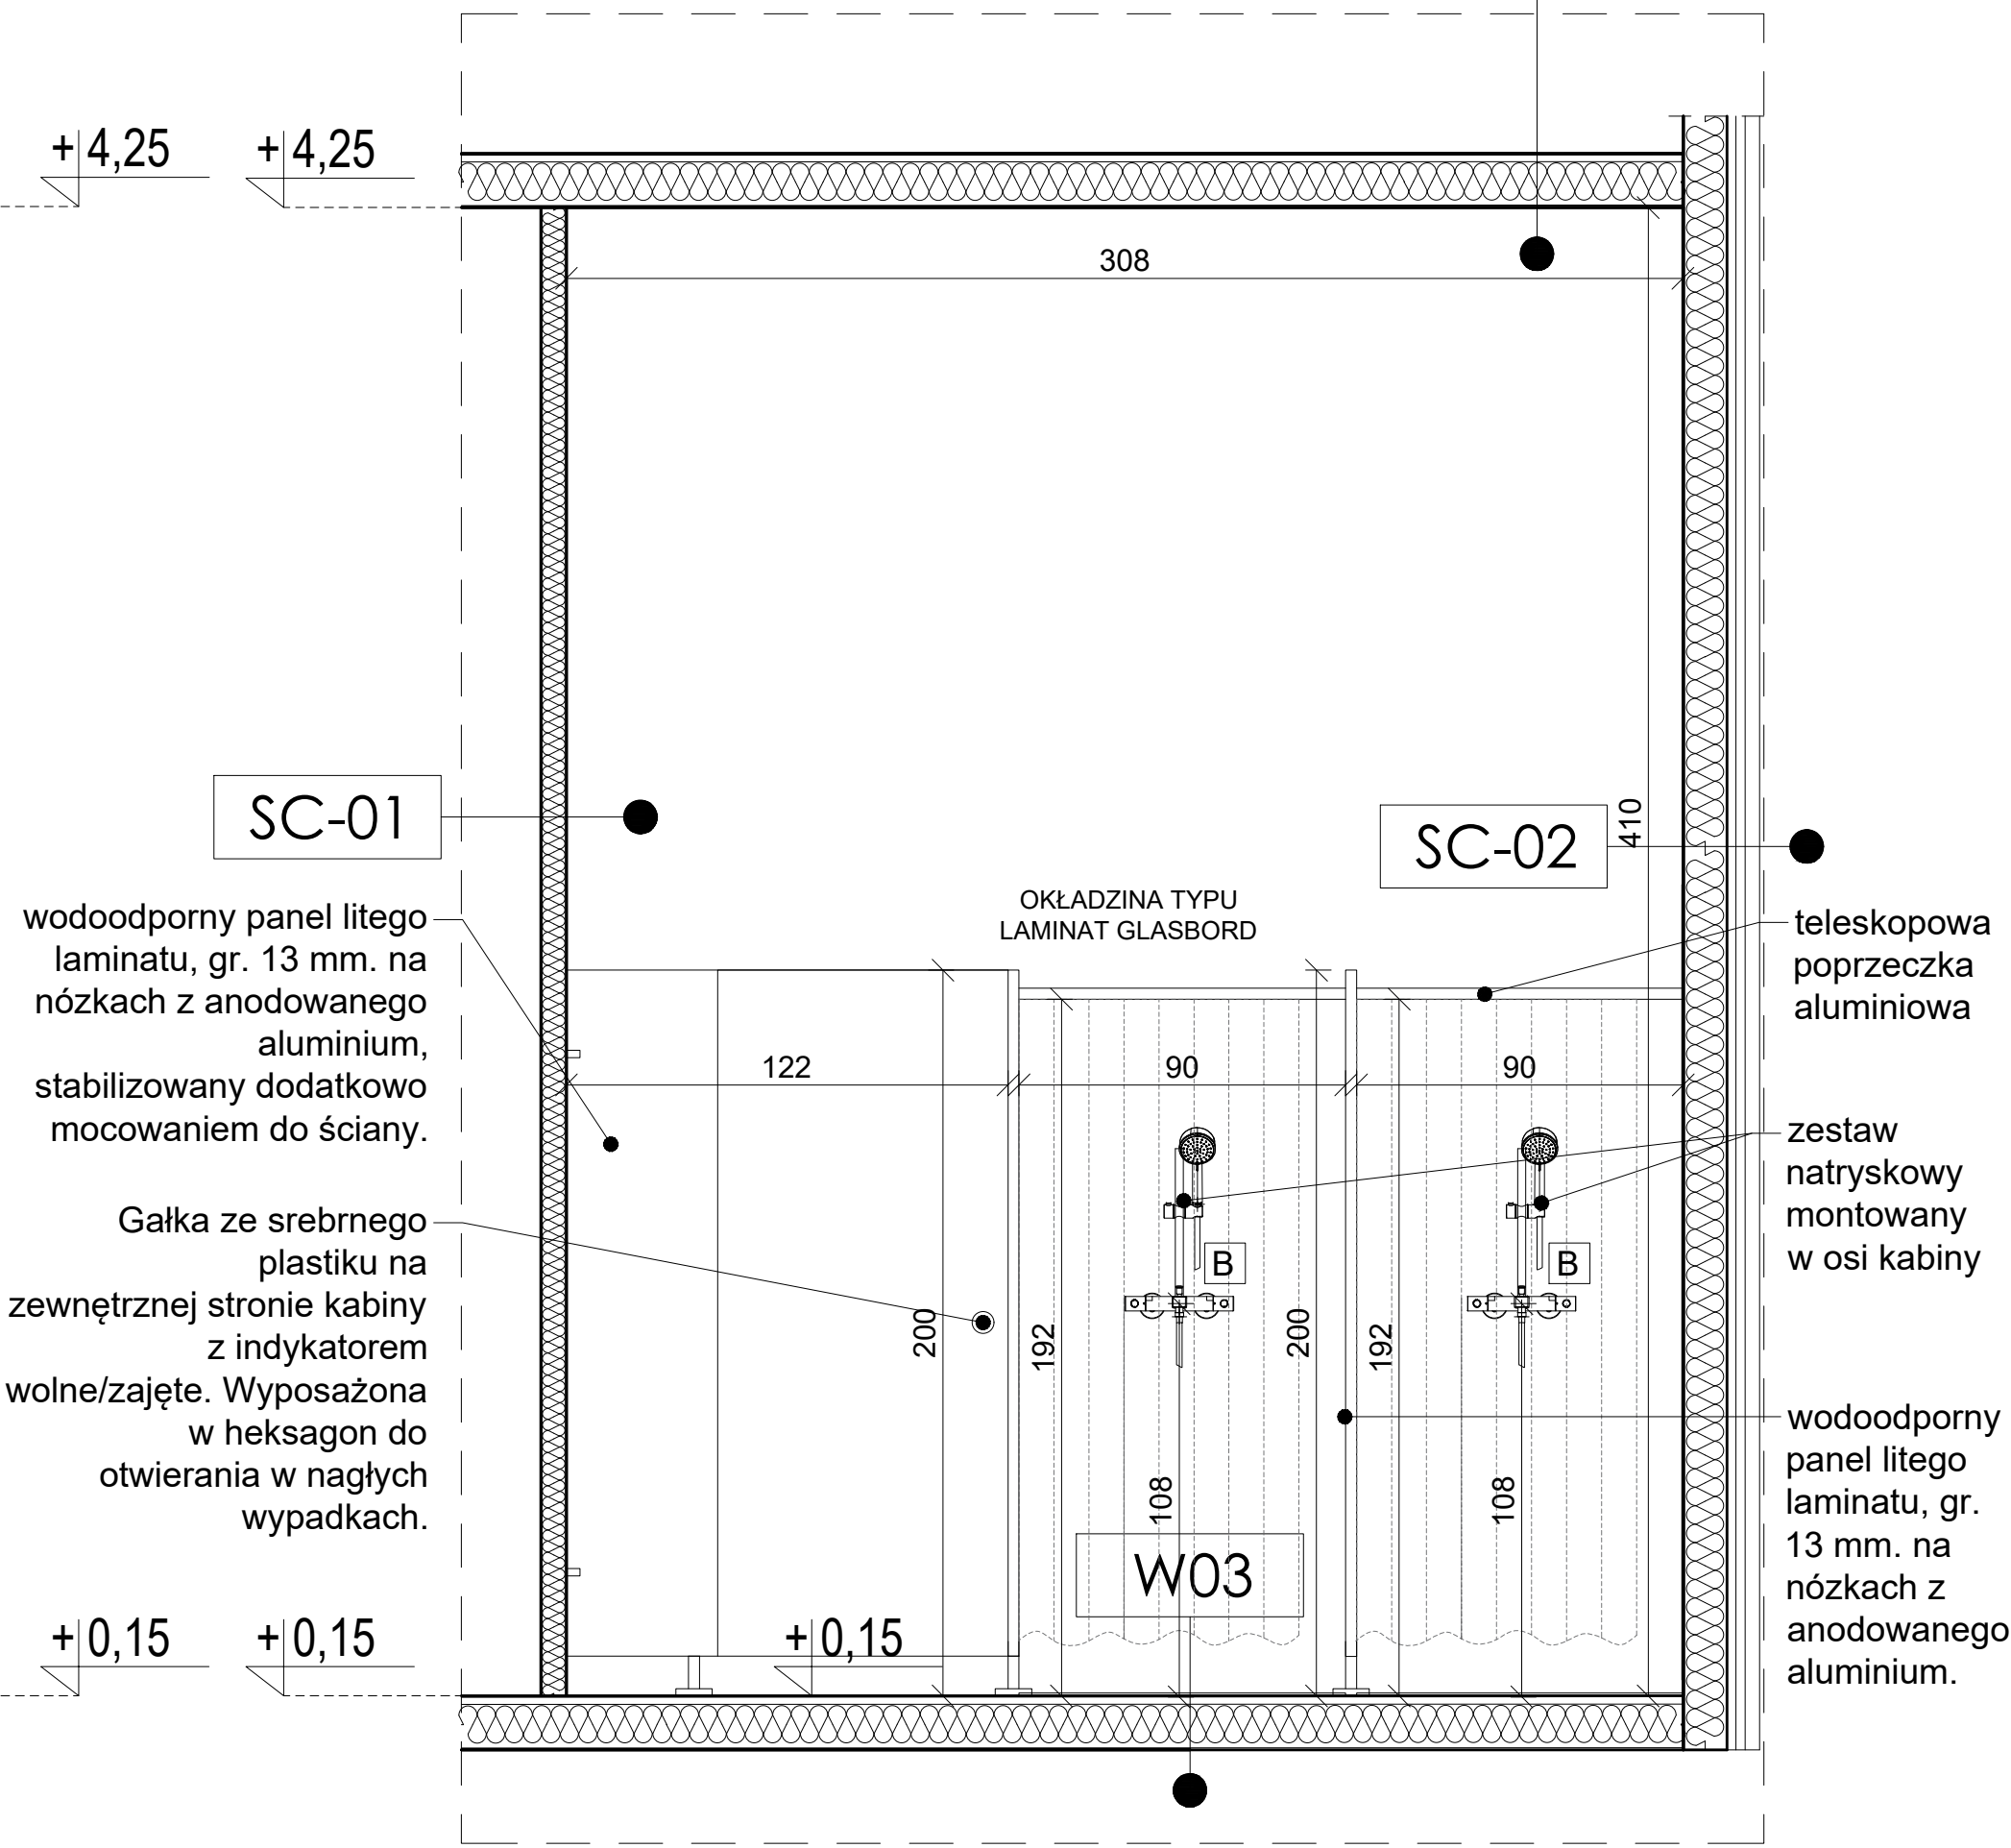 +4,25
+4,25
308
SC-01
SC-02
410
OKŁADZINA TYPU
LAMINAT GLASBORD
wodoodporny panel litego
laminatu, gr. 13 mm. na
nózkach z anodowanego
aluminium,
stabilizowany dodatkowo
mocowaniem do ściany.
teleskopowa
poprzeczka
aluminiowa
122
90
90
zestaw
natryskowy
montowany
w osi kabiny
Gałka ze srebrnego
plastiku na
zewnętrznej stronie kabiny
z indykatorem
wolne/zajęte. Wyposażona
w heksagon do
otwierania w nagłych
wypadkach.
B
B
200
192
200
192
108
108
wodoodporny
panel litego
laminatu, gr.
13 mm. na
nózkach z
anodowanego
aluminium.
W03
+0,15
+0,15
+0,15